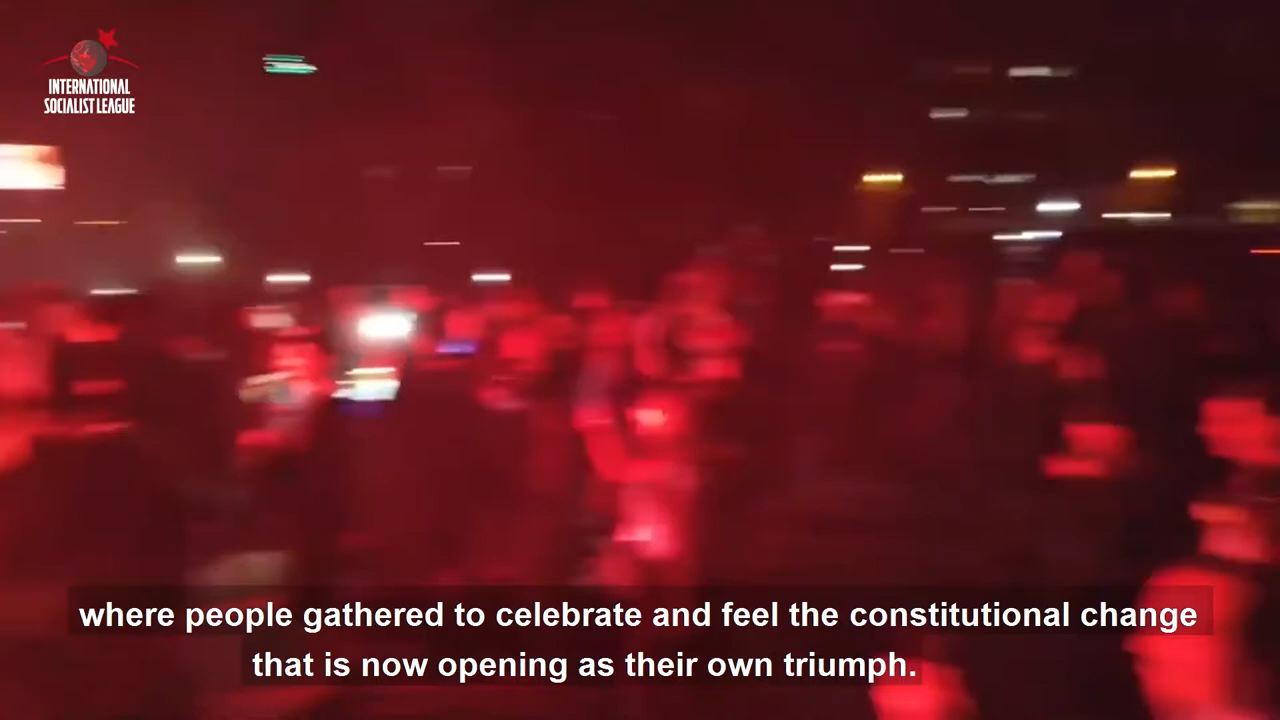 INTERNATIONAL
SOCIALIST LEAGUE
where people gathered to celebrate and feel the constitutional change
that is now opening as their own triumph.